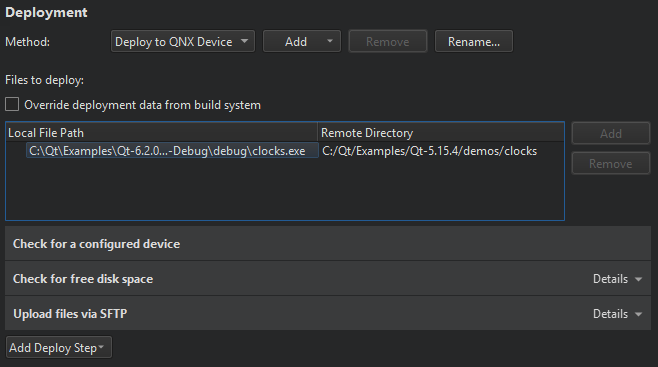 Deployment
Method: Deploy to QNX Device Add Remove Rename...
Files to deploy:
Override deployment data from build system
Local File Path Remote Directory Add
C:\Qt\Examples\Qt-6.2.0...-Debug\debug\clocks.exe C:/Qt/Examples/Qt-5.15.4/demos/clocks
Remove
Check for a configured device
Check for free disk space Details
Upload files via SFTP Details
Add Deploy Step